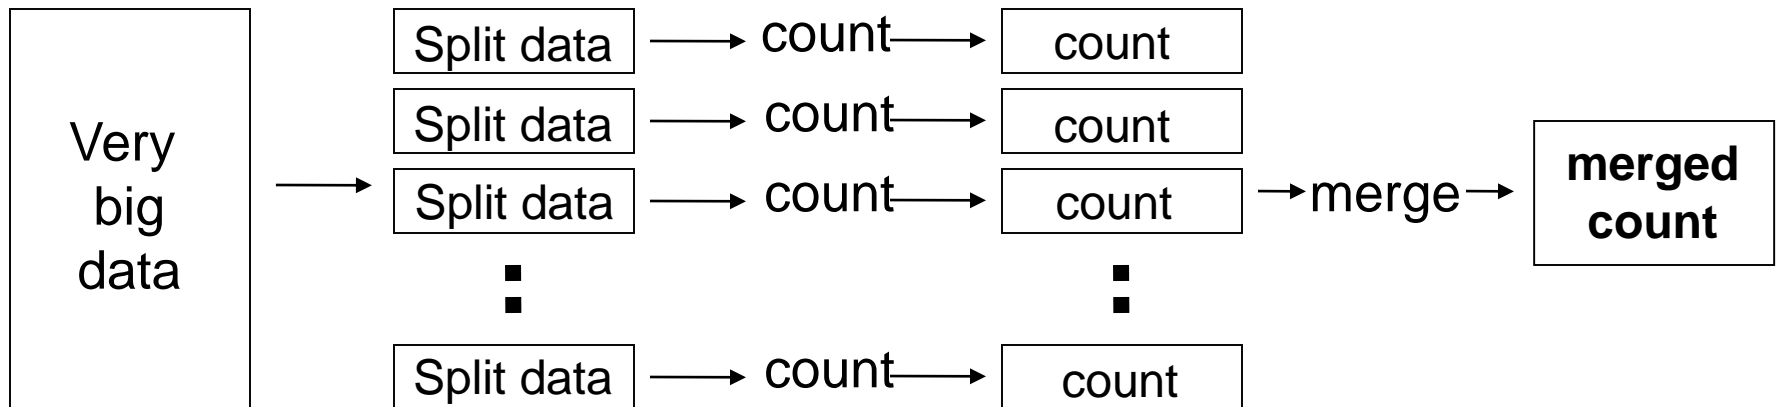 Very
big
data
Split data
count
count
Split data
count
count
Split data
count
count
Split data
count
count
merge
merged
count